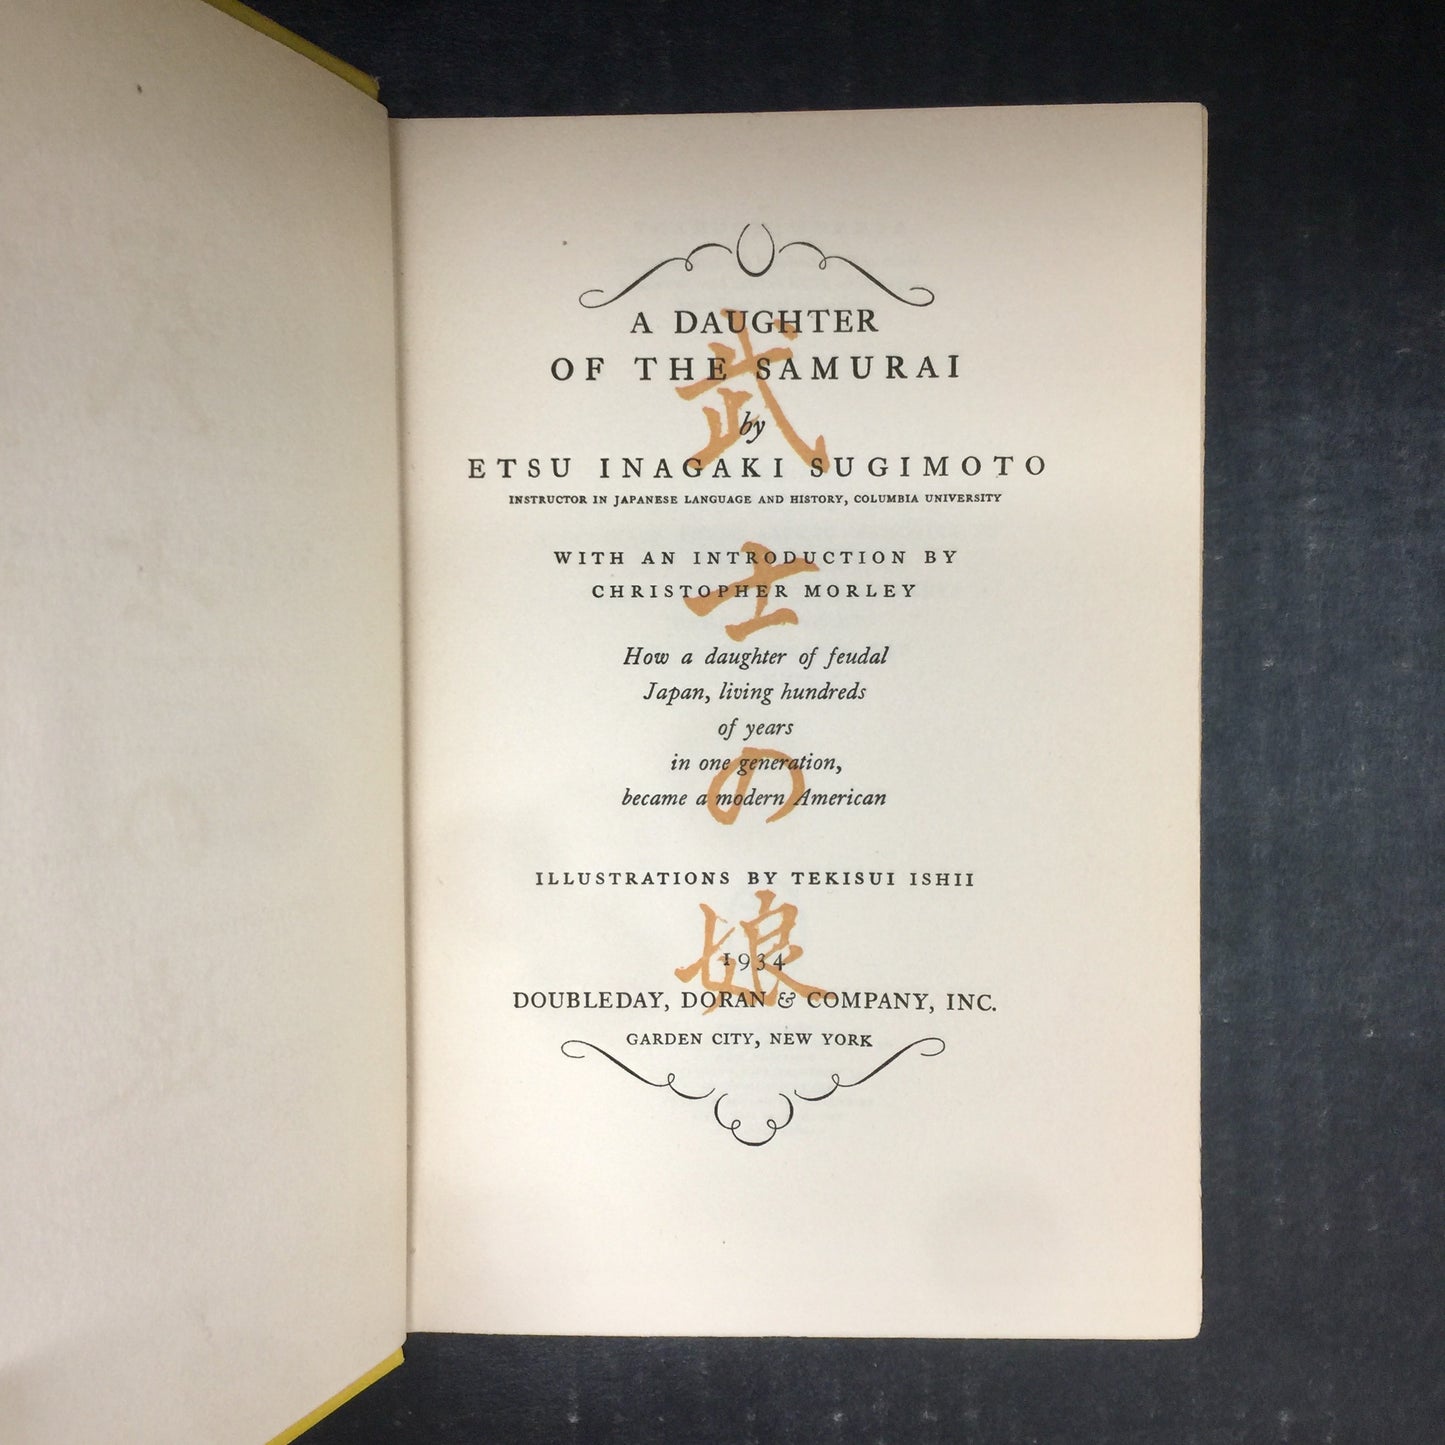 A DAUGHTER
OF THE SAMURAI
by
ETSU INAGAKI SUGIMOTO
INSTRUCTOR IN JAPANESE LANGUAGE AND HISTORY, COLUMBIA UNIVERSITY
WITH AN INTRODUCTION BY
CHRISTOPHER MORLEY
How a daughter of feudal
Japan, living hundreds
of years
in one generation,
became a modern American
ILLUSTRATIONS BY TEKISUI ISHII
1934
DOUBLEDAY, DORAN & COMPANY, INC.
GARDEN CITY, NEW YORK
武士の娘